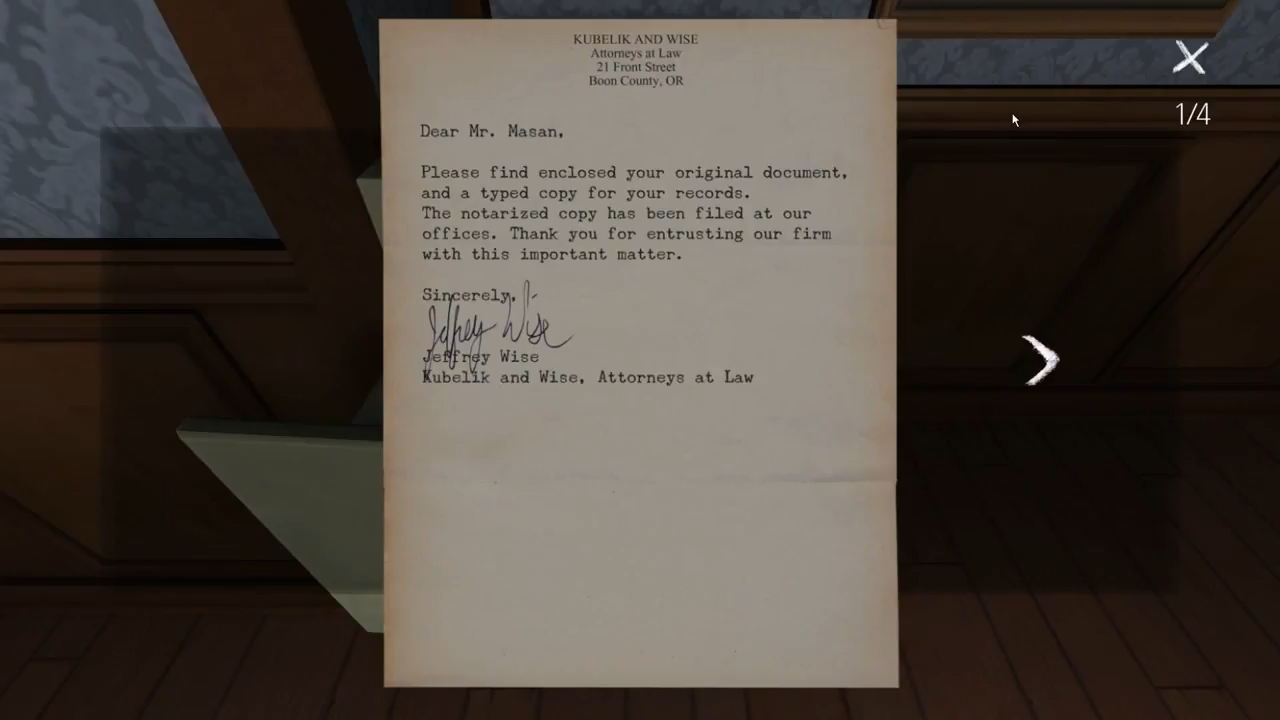 KUBELIK AND WISE
Attorneys at Law
21 Front Street
Boon County, OR
1/4
Dear Mr. Masan,
Please find enclosed your original document,
and a typed copy for your records.
The notarized copy has been filed at our
offices. Thank you for entrusting our firm
with this important matter.
Sincerely,
Jeffrey Wise
Jeffrey Wise
Kubelik and Wise, Attorneys at Law